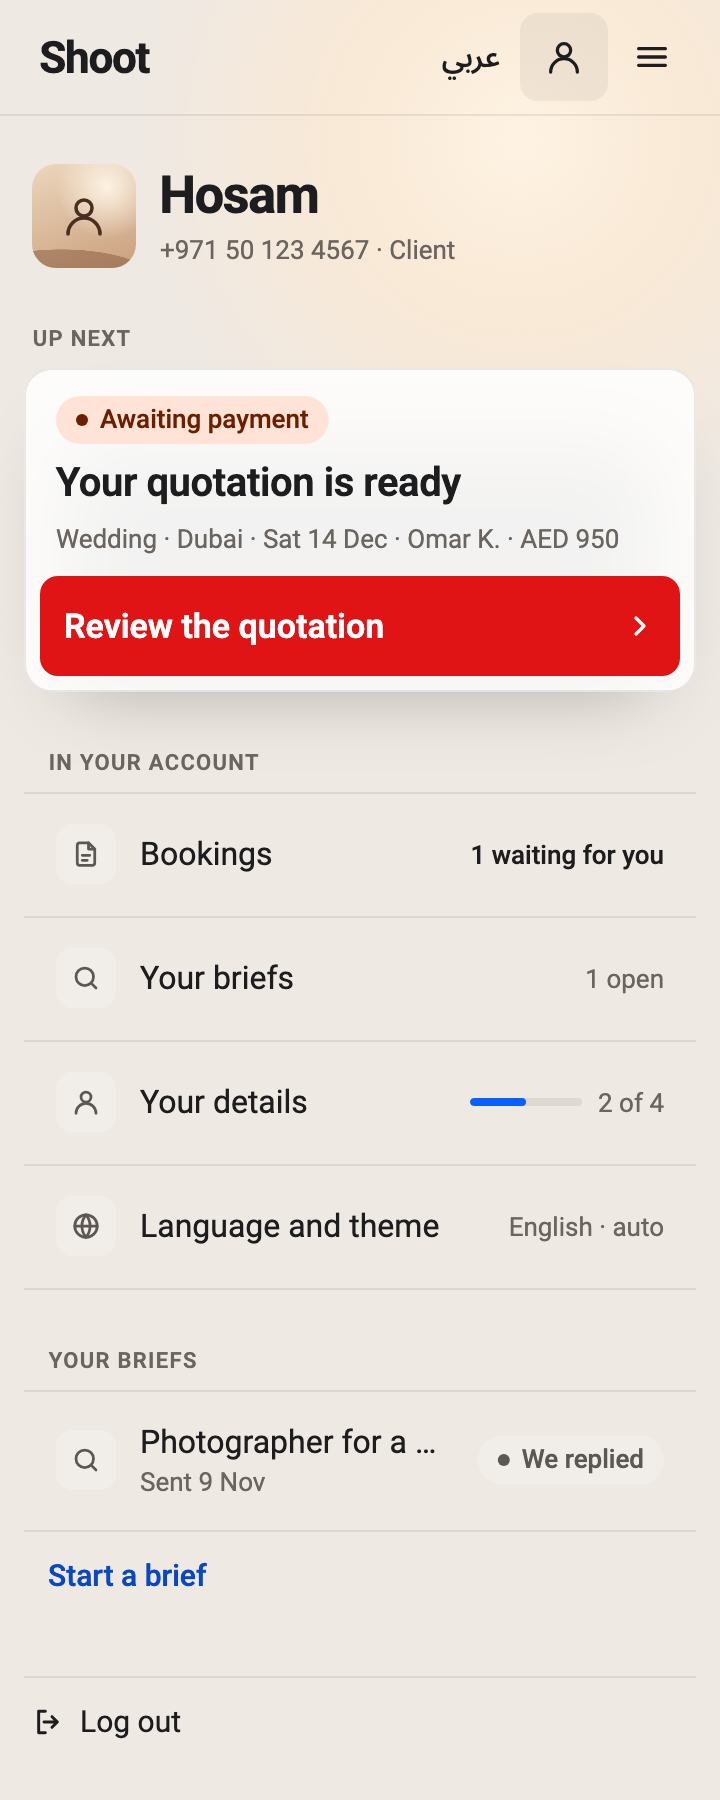 Shoot
عربي
Hosam
+971 50 123 4567 · Client
UP NEXT
Awaiting payment
Your quotation is ready
Wedding · Dubai · Sat 14 Dec · Omar K. · AED 950
Review the quotation
IN YOUR ACCOUNT
Bookings
1 waiting for you
Your briefs
1 open
Your details
2 of 4
Language and theme
English · auto
YOUR BRIEFS
Photographer for a ...
We replied
Sent 9 Nov
Start a brief
Log out